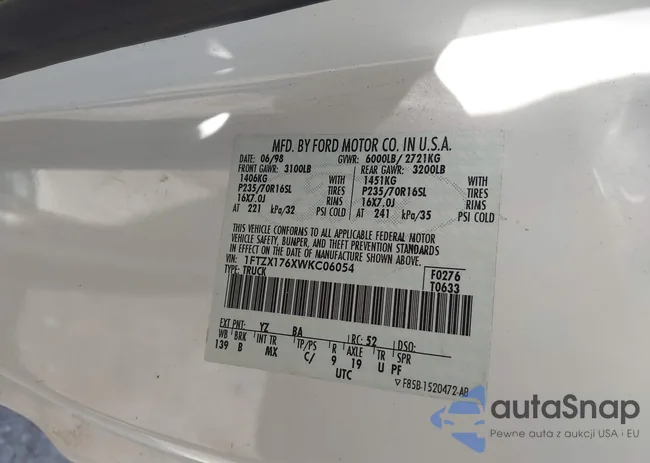 MFD. BY FORD MOTOR CO. IN U.S.A.
DATE: 06/98 GVWR: 6000LB/ 2721KG
FRONT GAWR: 3100LB REAR GAWR: 3200LB
1406KG WITH 1451KG WITH
P235/70R16SL TIRES P235/70R16SL TIRES
16X7.0J RIMS 16X7.0J RIMS
AT 221 kPa/32 PSI COLD AT 241 kPa/35 PSI COLD
THIS VEHICLE CONFORMS TO ALL APPLICABLE FEDERAL MOTOR
VEHICLE SAFETY, BUMPER, AND THEFT PREVENTION STANDARDS
IN EFFECT ON THE DATE OF MANUFACTURE SHOWN ABOVE.
VIN: 1FTZX176XWKC06054 F0276
TYPE: TRUCK T0633
EXT PNT: YZ BA RC: 52 DSO:
WB BRK INT TR TP/PS R AXLE TR SPR
139 B MX C/ 9 19 U PF
UTC
F85B-1520472-AB
autaSnap
Pewne auta z aukcji USA i EU